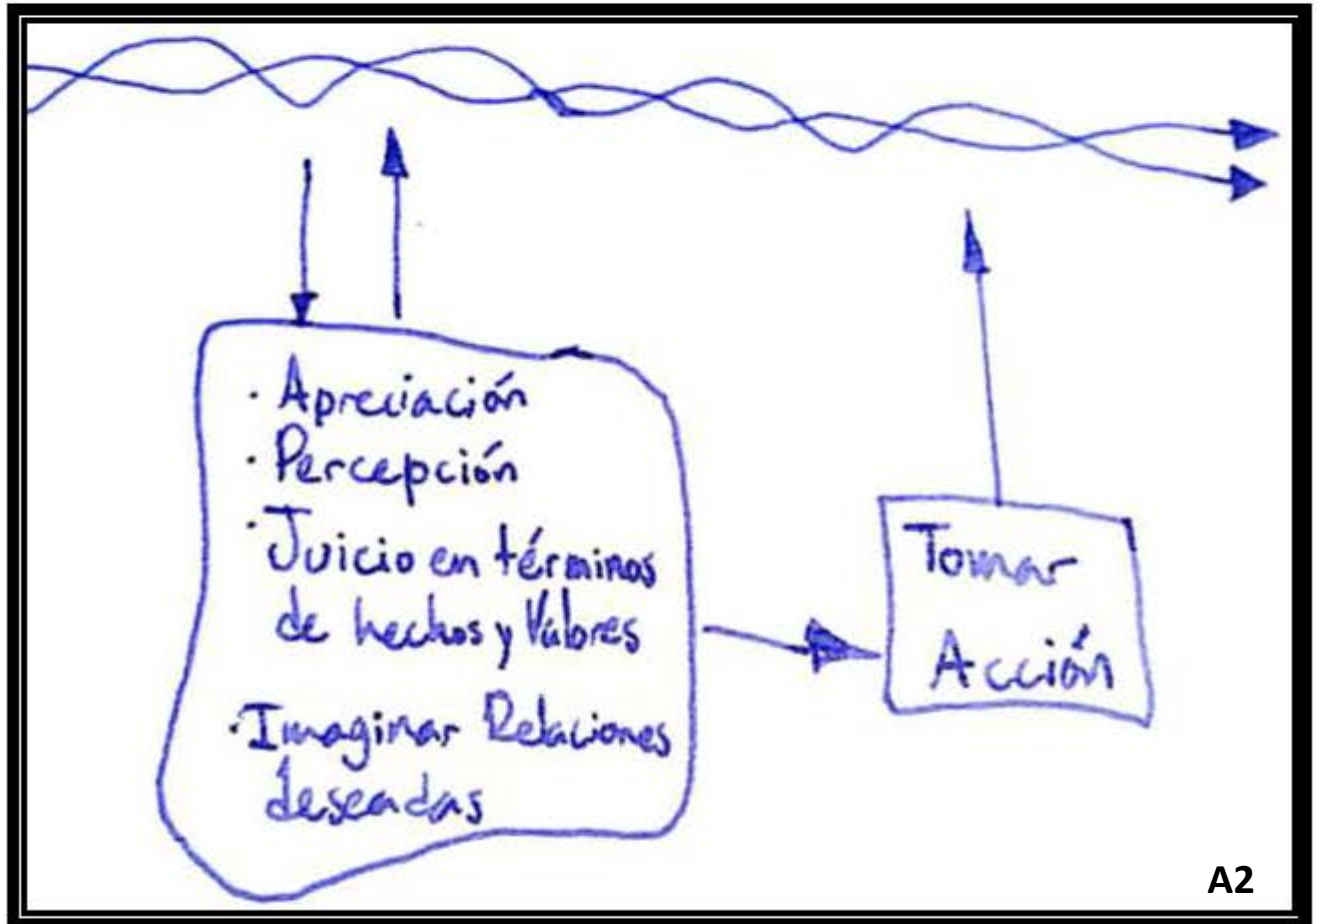 · Apreciación
· Percepción
· Juicio en términos
de hechos y Valores
· Imaginar Relaciones
deseadas
Tomar
Acción
A2